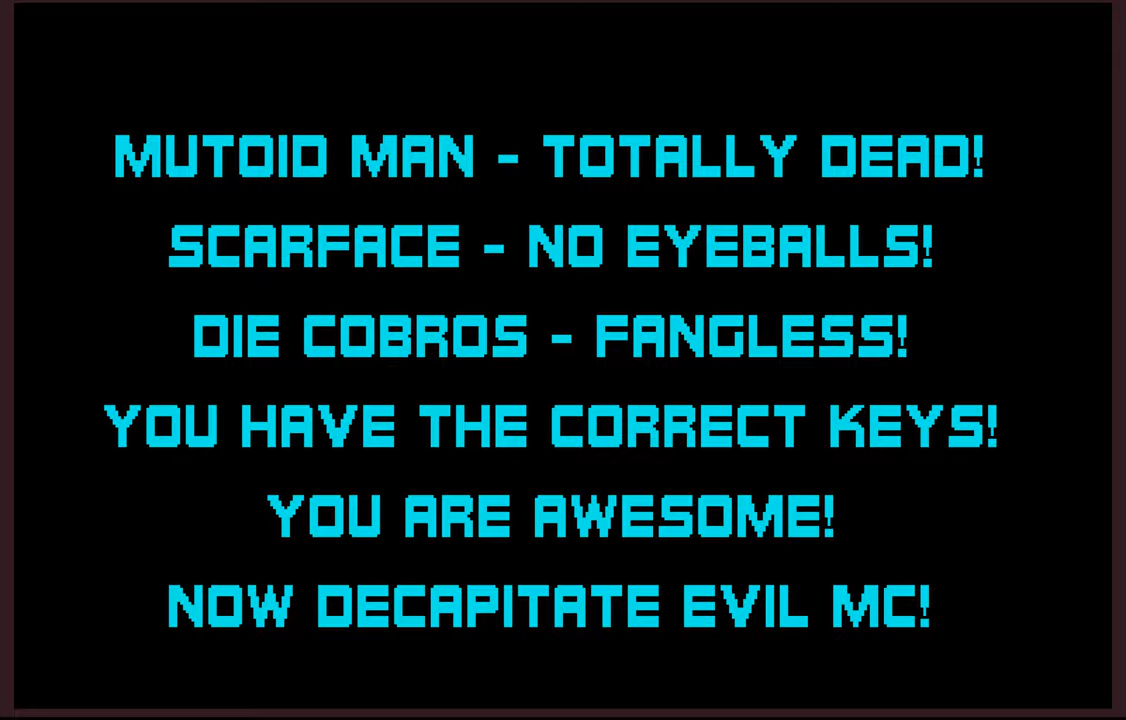 MUTOID MAN - TOTALLY DEAD!
SCARFACE - NO EYEBALLS!
DIE COBROS - FANGLESS!
YOU HAVE THE CORRECT KEYS!
YOU ARE AWESOME!
NOW DECAPITATE EVIL MC!